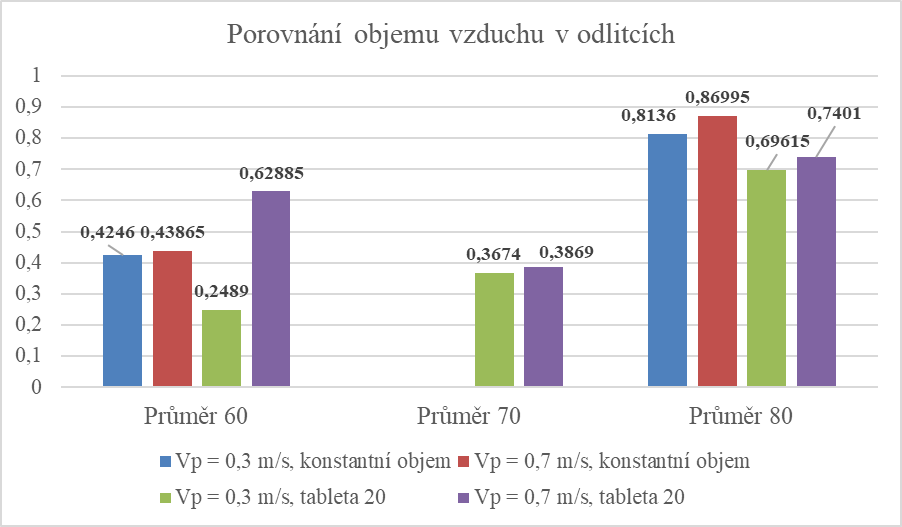 Porovnání objemu vzduchu v odlitcích
1
0,9
0,8
0,7
0,6
0,5
0,4
0,3
0,2
0,1
0
0,4246
0,43865
0,2489
0,62885
0,3674
0,3869
0,8136
0,86995
0,69615
0,7401
Průměr 60
Průměr 70
Průměr 80
Vp = 0,3 m/s, konstantní objem
Vp = 0,7 m/s, konstantní objem
Vp = 0,3 m/s, tableta 20
Vp = 0,7 m/s, tableta 20